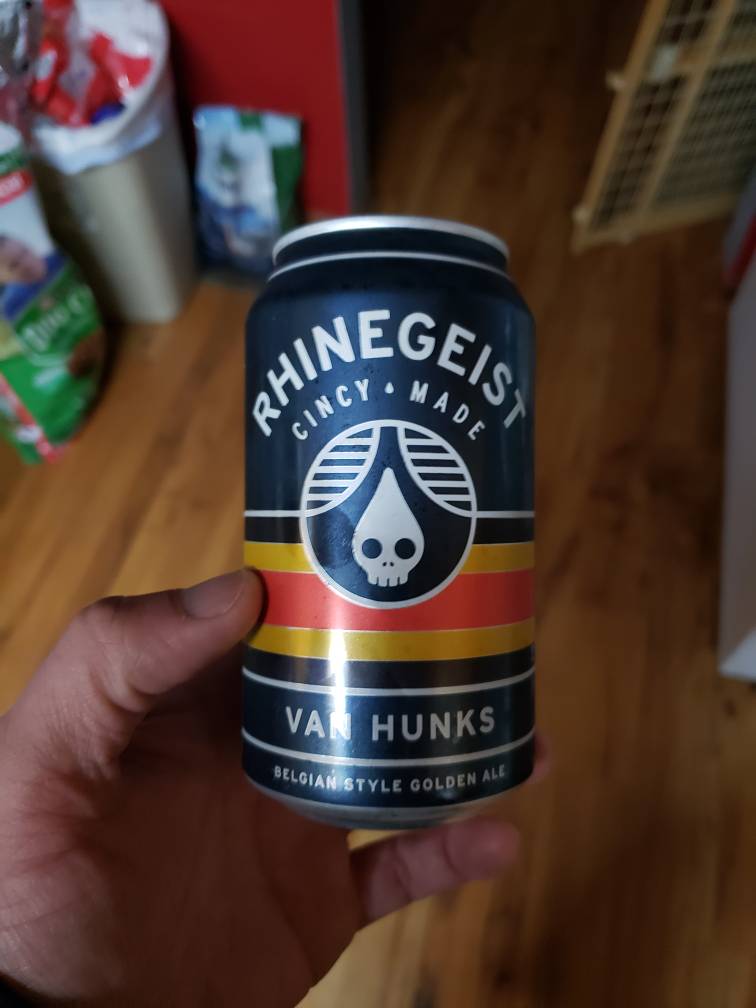 RHINEGEIST
CINCY • MADE
VAN HUNKS
BELGIAN STYLE GOLDEN ALE